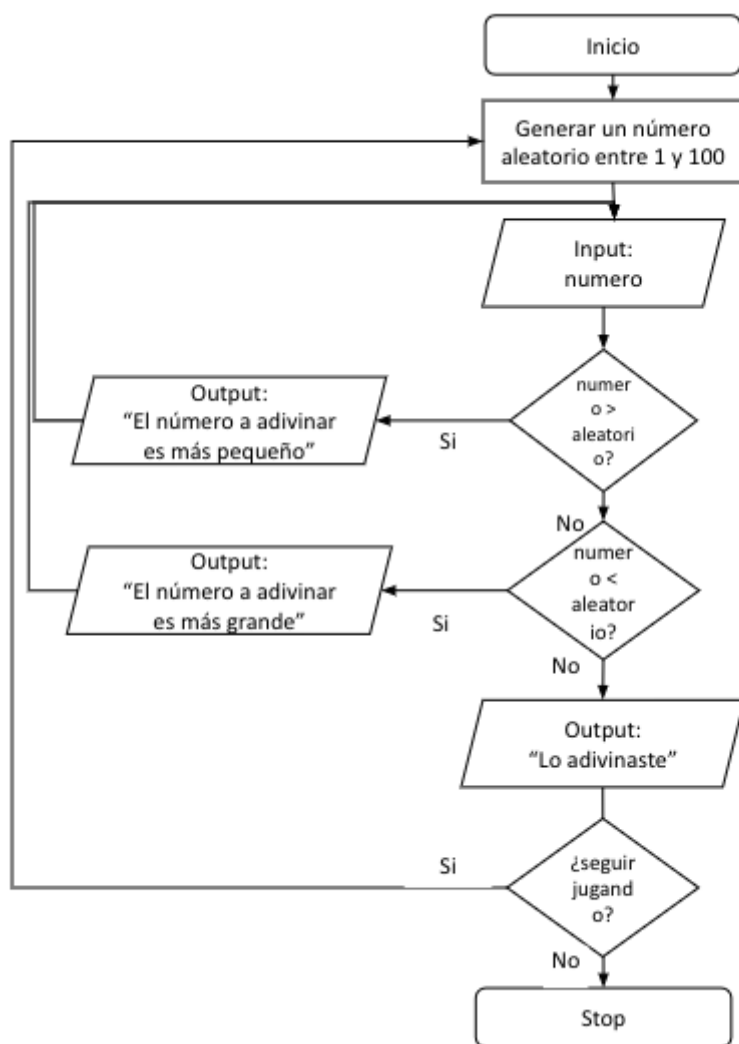 Inicio
Generar un número
aleatorio entre 1 y 100
Input:
numero
numer
o >
aleatori
o?
Si
Output:
“El número a adivinar
es más pequeño”
No
numer
o <
aleator
io?
Si
Output:
“El número a adivinar
es más grande”
No
Output:
“Lo adivinaste”
¿seguir
jugand
o?
Si
No
Stop